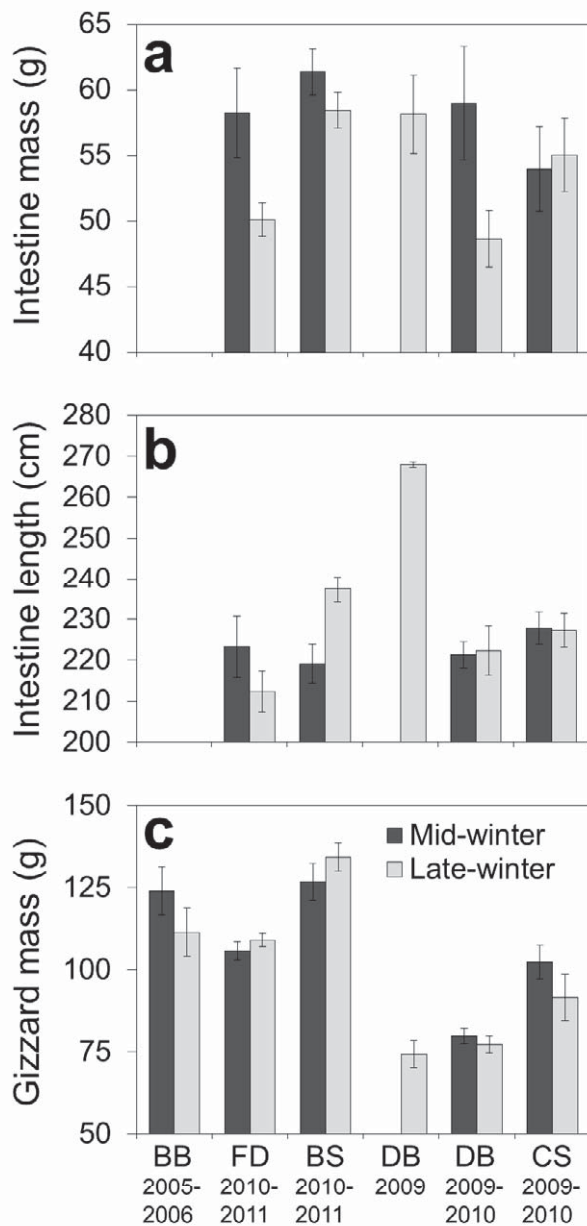 a
Intestine mass (g)
65
60
55
50
45
40
b
Intestine length (cm)
280
270
260
250
240
230
220
210
200
c
Gizzard mass (g)
150
125
100
75
50
Mid-winter
Late-winter
BB FD BS DB DB CS
2005- 2010- 2010- 2009 2009- 2009-
2006 2011 2011 2010 2010